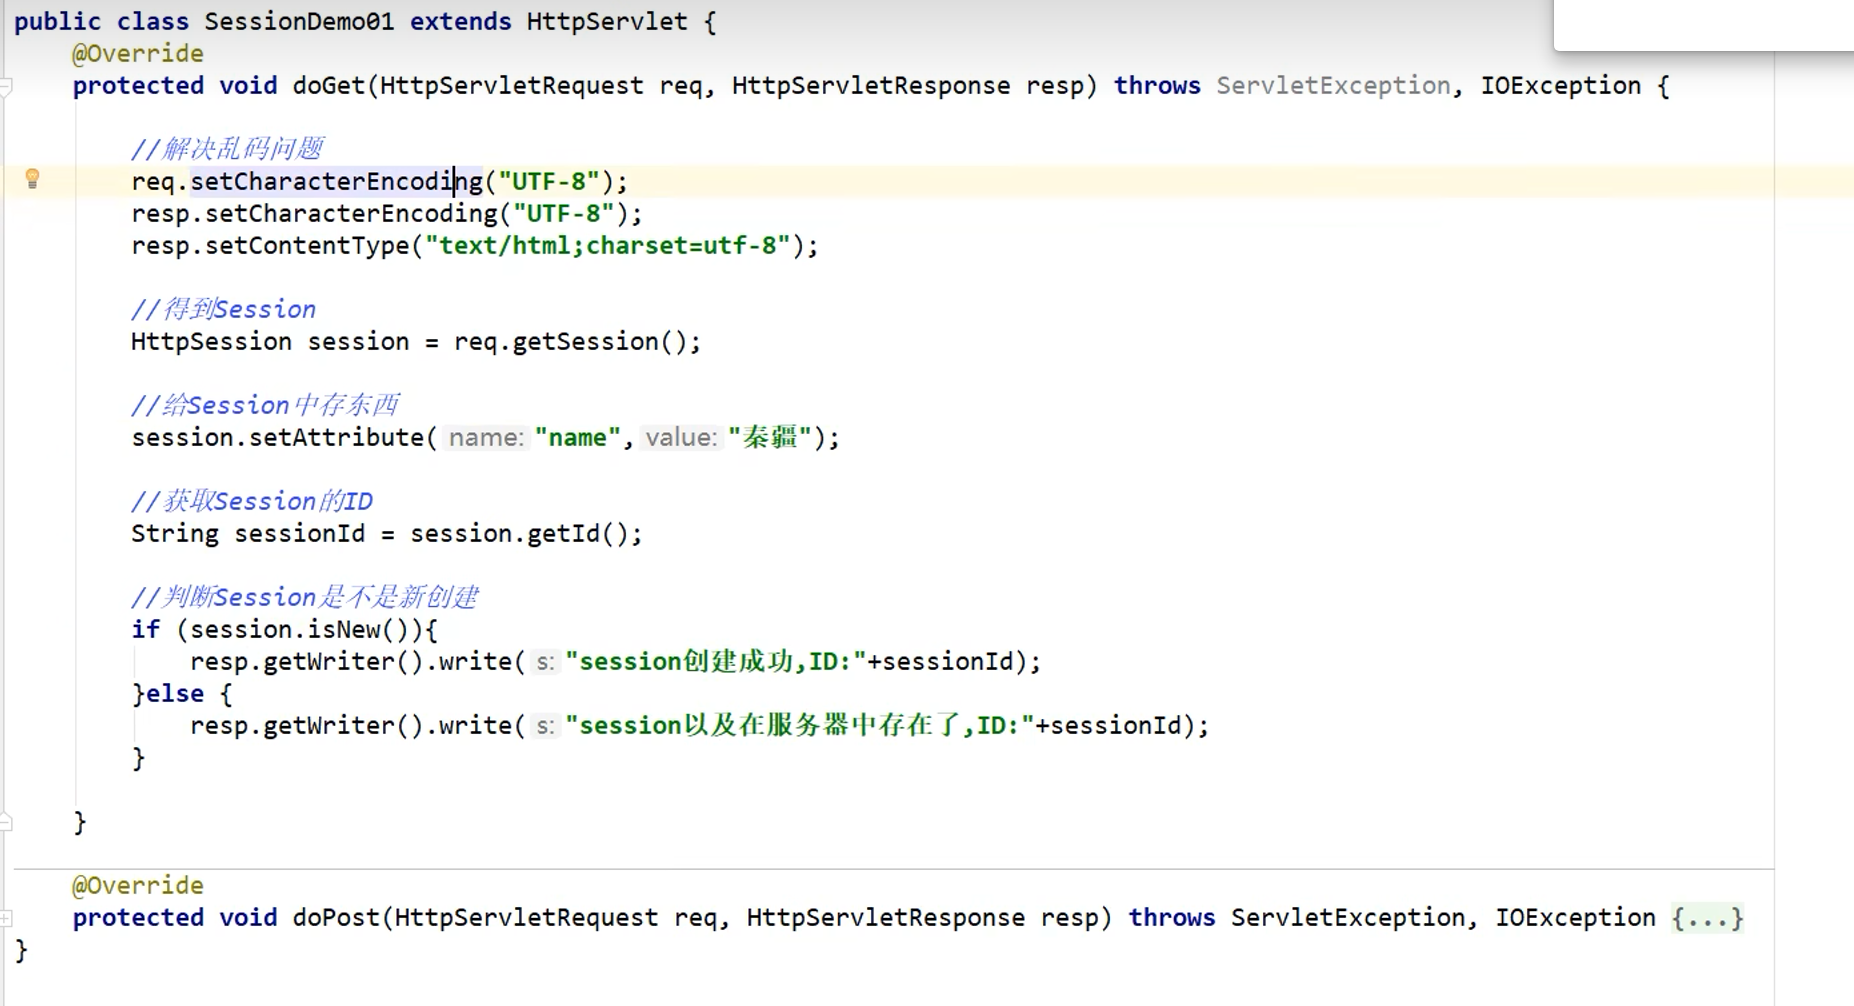 public class SessionDemo01 extends HttpServlet {
@Override
protected void doGet(HttpServletRequest req, HttpServletResponse resp) throws ServletException, IOException {
//解决乱码问题
req.setCharacterEncoding("UTF-8");
resp.setCharacterEncoding("UTF-8");
resp.setContentType("text/html;charset=utf-8");
//得到Session
HttpSession session = req.getSession();
//给Session中存东西
session.setAttribute( name: "name", value: "秦疆");
//获取Session的ID
String sessionId = session.getId();
//判断Session是不是新创建
if (session.isNew()){
resp.getWriter().write( s: "session创建成功,ID:"+sessionId);
}else {
resp.getWriter().write( s: "session以及在服务器中存在了,ID:"+sessionId);
}
}
@Override
protected void doPost(HttpServletRequest req, HttpServletResponse resp) throws ServletException, IOException {...}
}